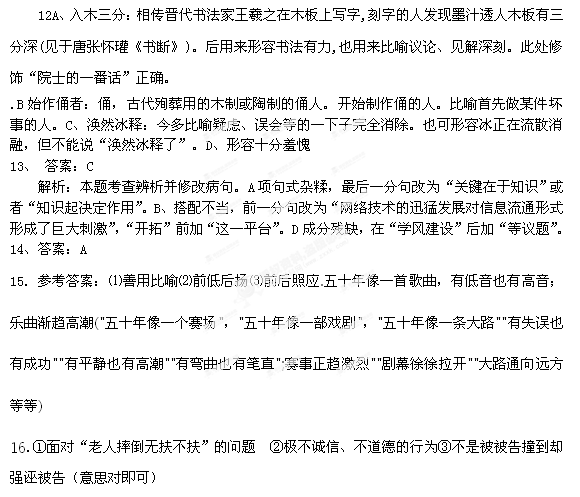 12A、入木三分：相传晋代书法家王羲之在木板上写字,刻字的人发现墨汁透人木板有三
分深(见于唐张怀瓘《书断》)。后用来形容书法有力,也用来比喻议论、见解深刻。此处修
饰“院士的一番话”正确。
.B 始作俑者：俑，古代殉葬用的木制或陶制的俑人。开始制作俑的人。比喻首先做某件坏
事的人。C、涣然冰释：今多比喻疑虑、误会等的一下子完全消除。也可形容冰正在流散消
融，但不能说“涣然冰释了”。D、形容十分羞愧
13、 答案：C
解析：本题考查辨析并修改病句。A 项句式杂糅，最后一分句改为“关键在于知识”或
者“知识起决定作用”。B、搭配不当，前一分句改为“网络技术的迅猛发展对信息流通形式
形成了巨大刺激”，“开拓”前加“这一平台”。D 成分残缺，在“学风建设”后加“等议题”。
14、答案：A
15. 参考答案：⑴善用比喻⑵前低后扬⑶前后照应.五十年像一首歌曲，有低音也有高音；
乐曲渐趋高潮("五十年像一个赛场"，"五十年像一部戏剧"，"五十年像一条大路""有失误也
有成功""有平静也有高潮""有弯曲也有笔直";赛事正趋激烈""剧幕徐徐拉开""大路通向远方
等等)
16.①面对“老人摔倒无扶不扶”的问题 ②极不诚信、不道德的行为③不是被被告撞到却
强诬被告（意思对即可）